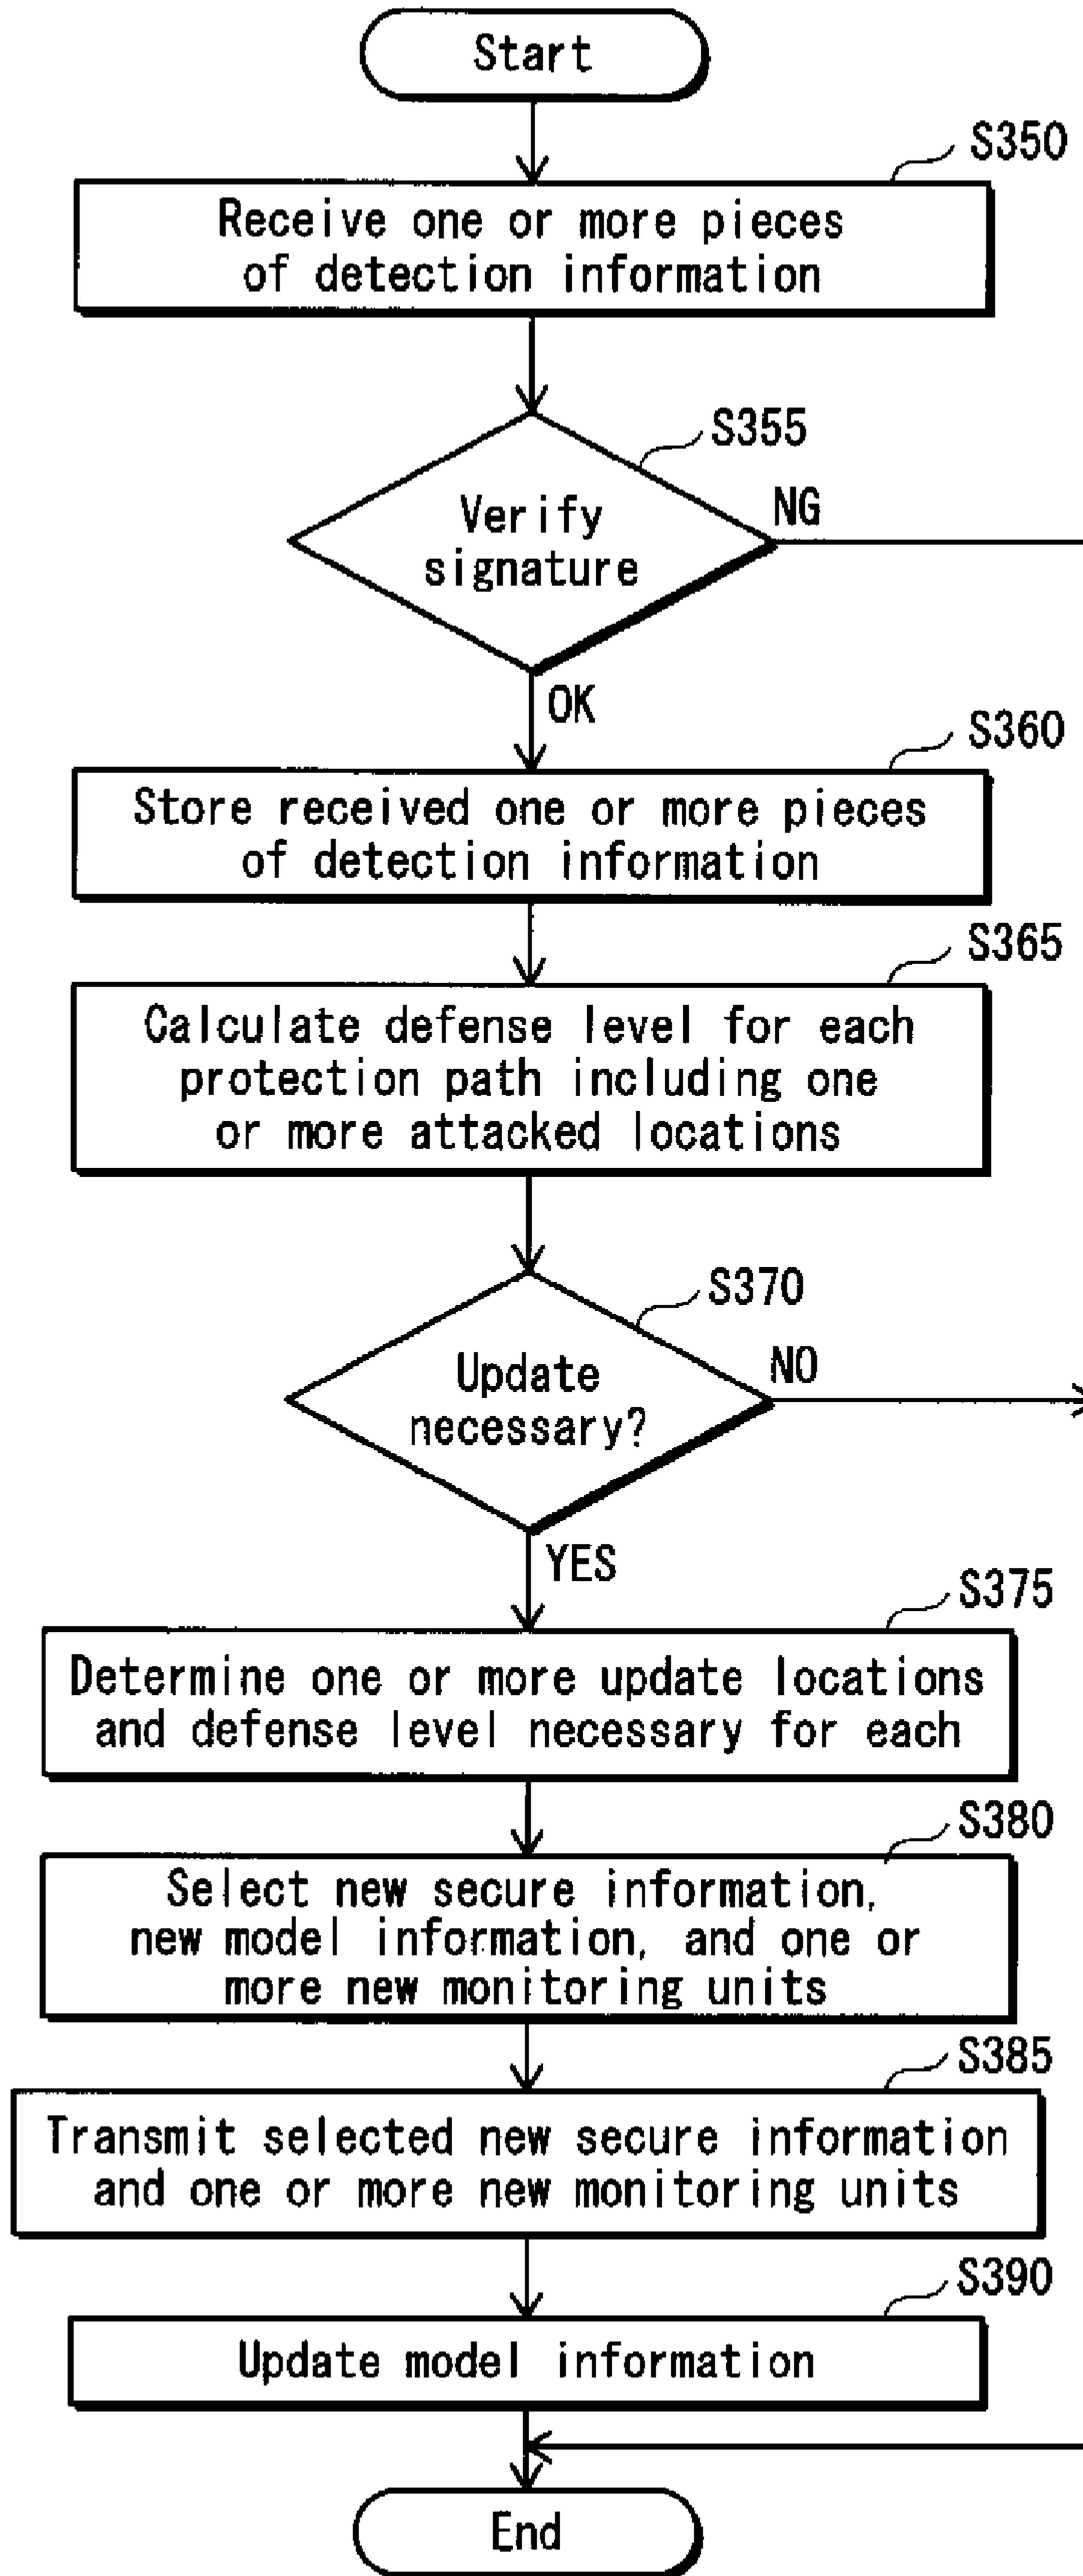 Start
S350
Receive one or more pieces
of detection information
S355
Verify
signature
NG
OK
S360
Store received one or more pieces
of detection information
S365
Calculate defense level for each
protection path including one
or more attacked locations
S370
Update
necessary?
NO
YES
S375
Determine one or more update locations
and defense level necessary for each
S380
Select new secure information,
new model information, and one or
more new monitoring units
S385
Transmit selected new secure information
and one or more new monitoring units
S390
Update model information
End